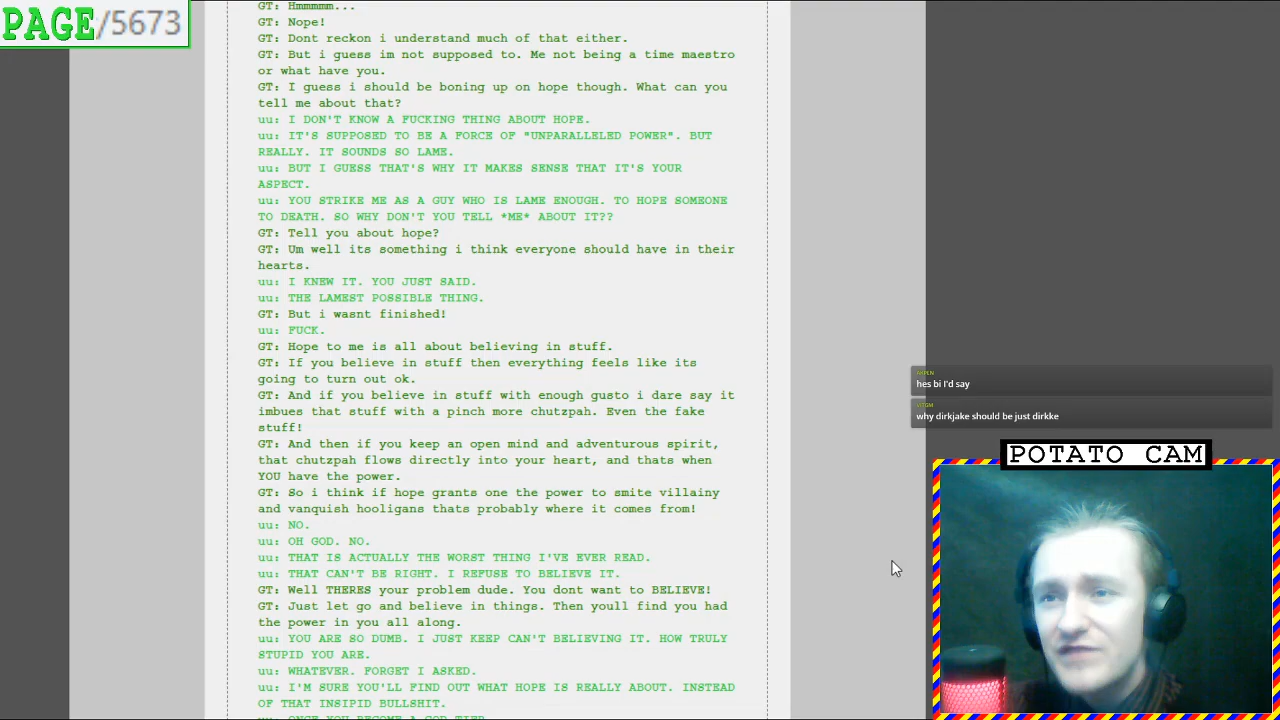 PAGE/5673
GT: Hmmmmm...
GT: Nope!
GT: Dont reckon i understand much of that either.
GT: But i guess im not supposed to. Me not being a time maestro
or what have you.
GT: I guess i should be boning up on hope though. What can you
tell me about that?
uu: I DON'T KNOW A FUCKING THING ABOUT HOPE.
uu: IT'S SUPPOSED TO BE A FORCE OF "UNPARALLELED POWER". BUT
REALLY. IT SOUNDS SO LAME.
uu: BUT I GUESS THAT'S WHY IT MAKES SENSE THAT IT'S YOUR
ASPECT.
uu: YOU STRIKE ME AS A GUY WHO IS LAME ENOUGH. TO HOPE SOMEONE
TO DEATH. SO WHY DON'T YOU TELL *ME* ABOUT IT??
GT: Tell you about hope?
GT: Um well its something i think everyone should have in their
hearts.
uu: I KNEW IT. YOU JUST SAID.
uu: THE LAMEST POSSIBLE THING.
GT: But i wasnt finished!
uu: FUCK.
GT: Hope to me is all about believing in stuff.
GT: If you believe in stuff then everything feels like its
going to turn out ok.
GT: And if you believe in stuff with enough gusto i dare say it
imbues that stuff with a pinch more chutzpah. Even the fake
stuff!
GT: And then if you keep an open mind and adventurous spirit,
that chutzpah flows directly into your heart, and thats when
YOU have the power.
GT: So i think if hope grants one the power to smite villainy
and vanquish hooligans thats probably where it comes from!
uu: NO.
uu: OH GOD. NO.
uu: THAT IS ACTUALLY THE WORST THING I'VE EVER READ.
uu: THAT CAN'T BE RIGHT. I REFUSE TO BELIEVE IT.
GT: Well THERES your problem dude. You dont want to BELIEVE!
GT: Just let go and believe in things. Then youll find you had
the power in you all along.
uu: YOU ARE SO DUMB. I JUST KEEP CAN'T BELIEVING IT. HOW TRULY
STUPID YOU ARE.
uu: WHATEVER. FORGET I ASKED.
uu: I'M SURE YOU'LL FIND OUT WHAT HOPE IS REALLY ABOUT. INSTEAD
OF THAT INSIPID BULLSHIT.
uu: ONCE YOU BECOME A GOD TIER
hes bi I'd say
why dirkjake should be just dirkke
POTATO CAM